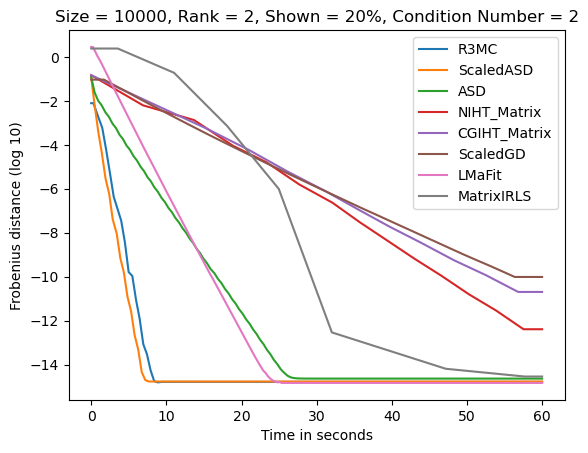 Size = 10000, Rank = 2, Shown = 20%, Condition Number = 2
Frobenius distance (log 10)
0
−2
−4
−6
−8
−10
−12
−14
R3MC
ScaledASD
ASD
NIHT_Matrix
CGIHT_Matrix
ScaledGD
LMaFit
MatrixIRLS
0 10 20 30 40 50 60
Time in seconds